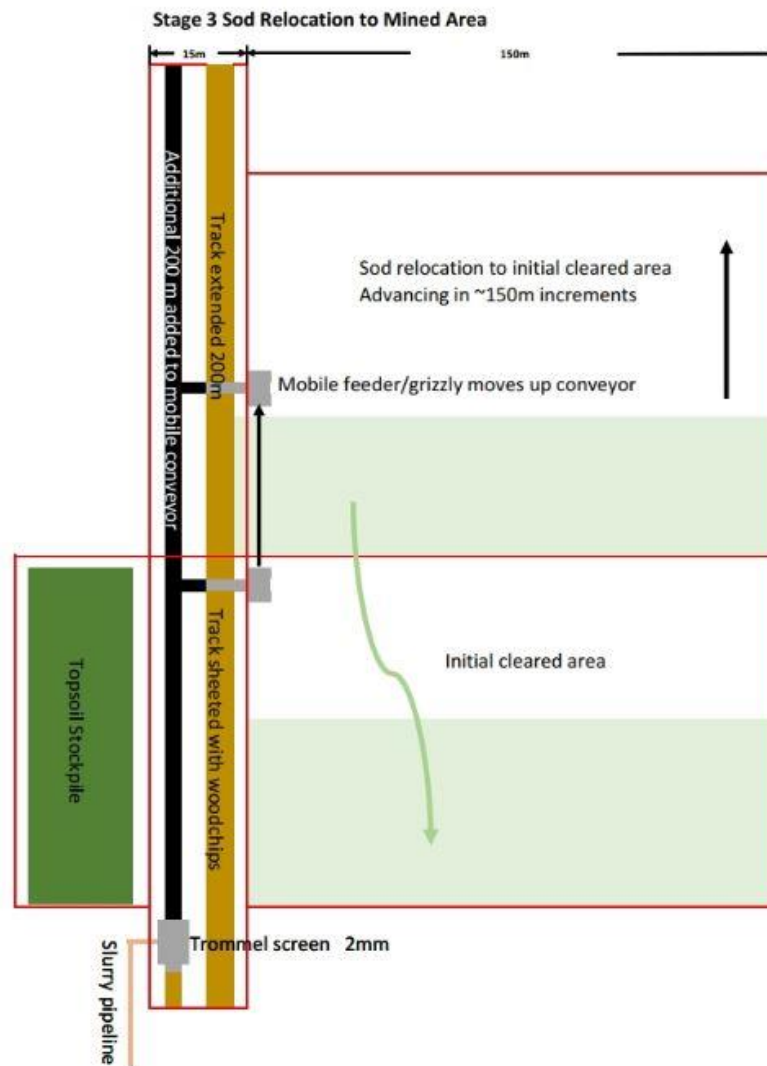 Stage 3 Sod Relocation to Mined Area
15m
150m
Additional 200 m added to mobile conveyor
Track extended 200m
Sod relocation to initial cleared area
Advancing in ~150m increments
Mobile feeder/grizzly moves up conveyor
Topsoil Stockpile
Track sheeted with woodchips
Initial cleared area
Trommel screen 2mm
Slurry pipeline